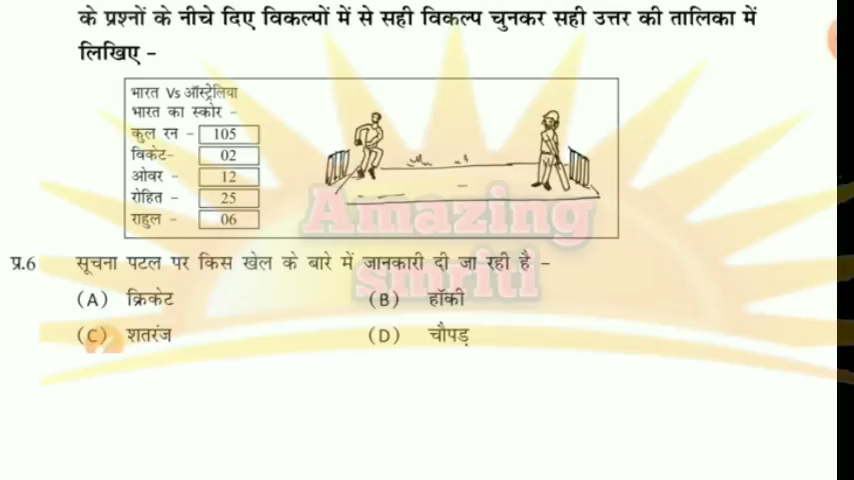 के प्रश्नों के नीचे दिए विकल्पों में से सही विकल्प चुनकर सही उत्तर की तालिका में
लिखिए -
भारत Vs ऑस्ट्रेलिया
भारत का स्कोर -
कुल रन - 105
विकेट- 02
ओवर - 12
रोहित - 25
राहुल - 06
Amazing
smriti
प्र.6 सूचना पटल पर किस खेल के बारे में जानकारी दी जा रही है -
(A) क्रिकेट (B) हॉकी
(C) शतरंज (D) चौपड़